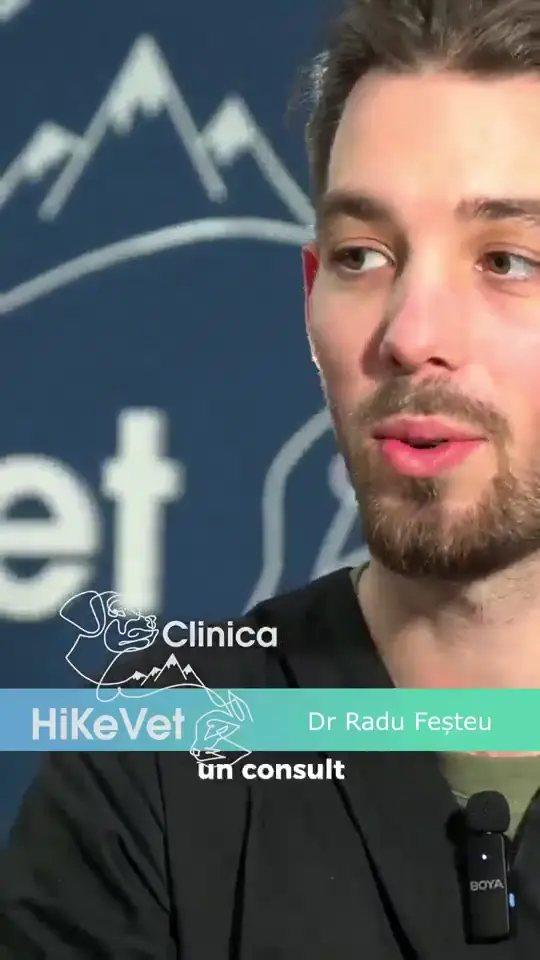 et
Clinica
HiKeVet
Dr Radu Feșteu
un consult
BOYA